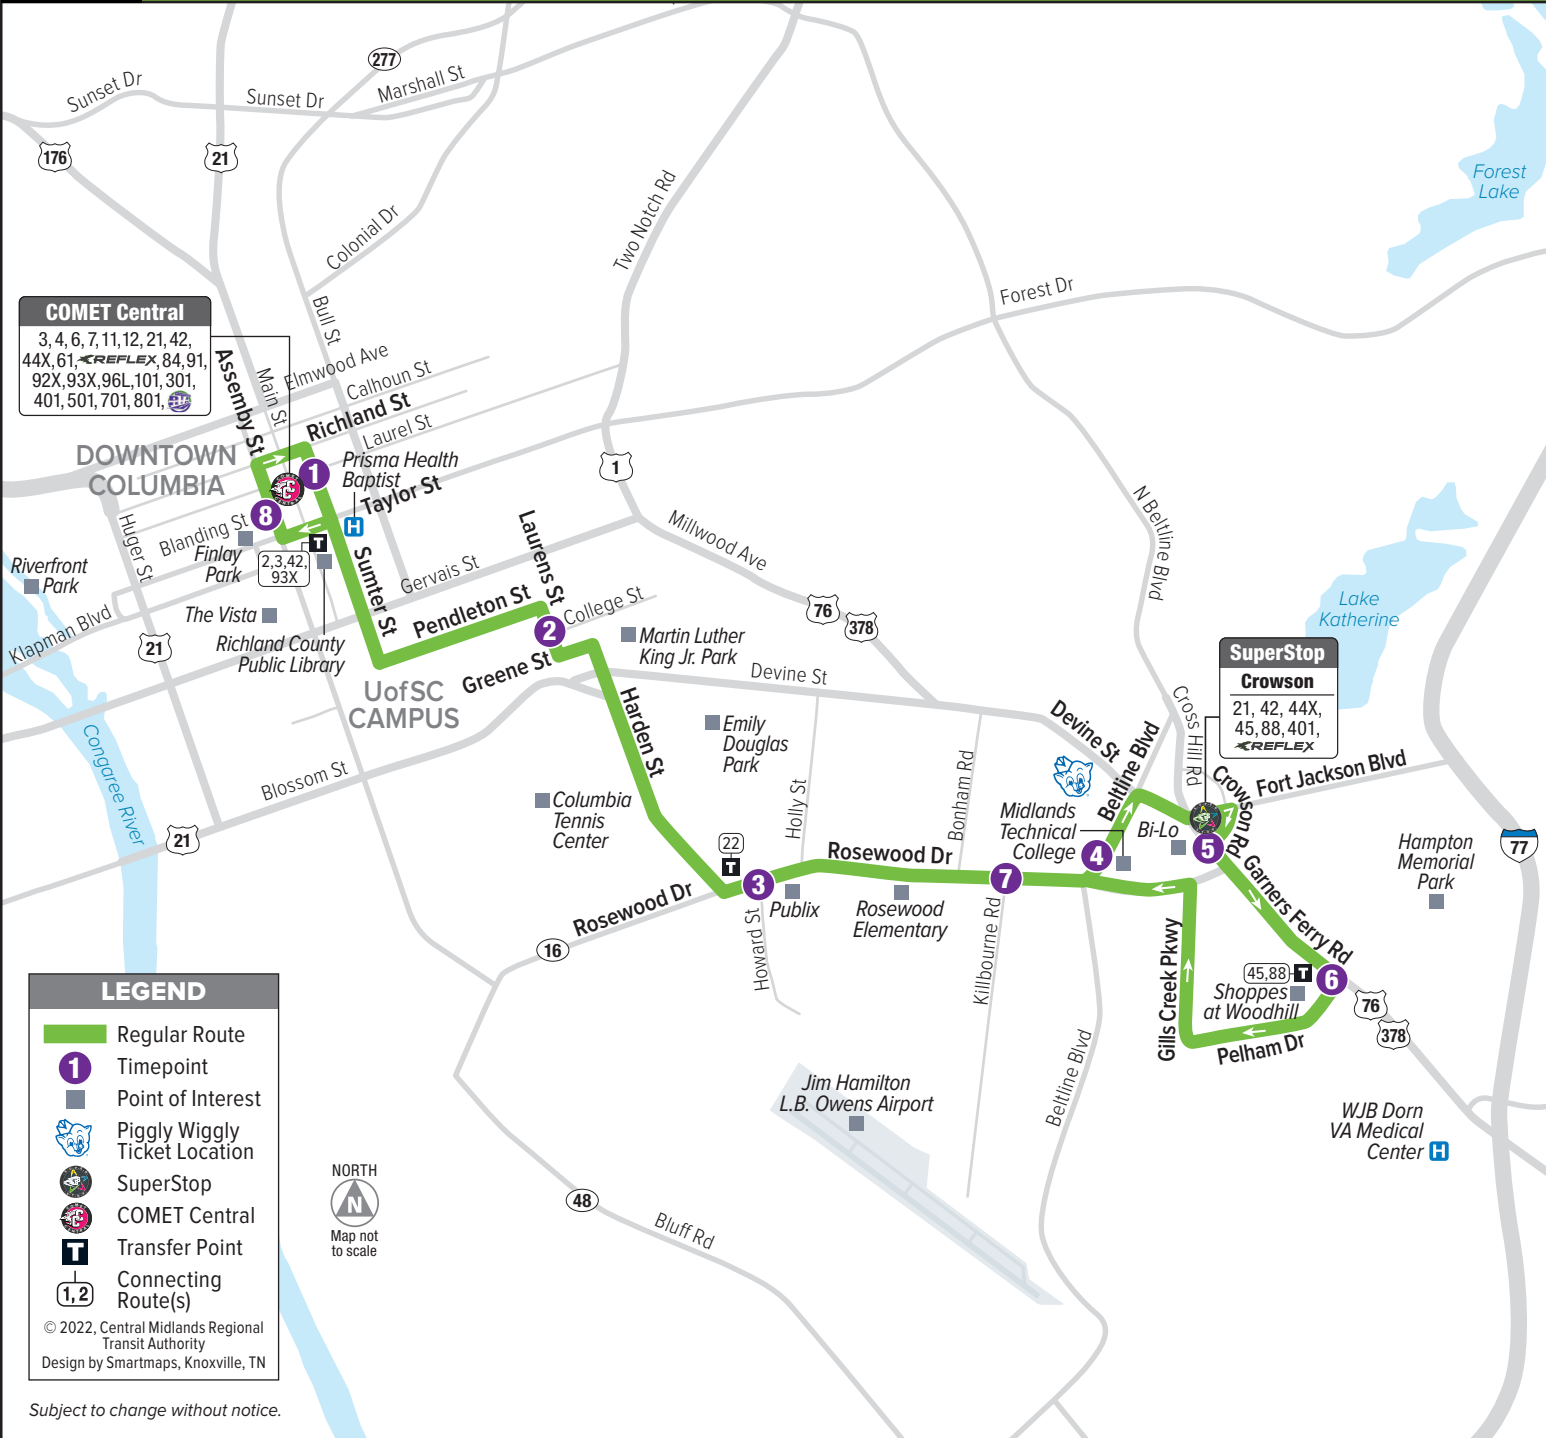 277
Sunset Dr
Sunset Dr
Marshall St
176
21
Forest
Lake
Two Notch Rd
Colonial Dr
Forest Dr
COMET Central
3, 4, 6, 7, 11, 12, 21, 42,
44X, 61, REFLEX, 84, 91,
92X, 93X, 96L, 101, 301,
401, 501, 701, 801,
Bull St
Assembly St
Main St
Elmwood Ave
Calhoun St
Richland St
Laurel St
DOWNTOWN
COLUMBIA
1
Prisma Health
Baptist
Taylor St
H
1
8
Huger St
Blanding St
Finlay
Park
T
2,3,42,
93X
Sumter St
Gervais St
Laurens St
Millwood Ave
N Beltline Blvd
Riverfront
Park
Klapman Blvd
The Vista
21
Richland County
Public Library
Pendleton St
College St
2
Greene St
Martin Luther
King Jr. Park
76
378
Lake
Katherine
SuperStop
Crowson
21, 42, 44X,
45, 88, 401,
REFLEX
UofSC
CAMPUS
Devine St
Harden St
Emily
Douglas
Park
Devine St
Cross Hill Rd
Congaree River
Blossom St
21
Columbia
Tennis
Center
Holly St
Bonham Rd
Beltline Blvd
Crowson Rd
Fort Jackson Blvd
Midlands
Technical
College
Bi-Lo
4
5
22
T
3
Rosewood Dr
7
Hampton
Memorial
Park
77
Garners Ferry Rd
Rosewood Dr
16
Publix
Howard St
Rosewood
Elementary
Killbourne Rd
Gills Creek Pkwy
45,88
T
6
Shoppes
at Woodhill
76
378
Pelham Dr
Beltline Blvd
Jim Hamilton
L.B. Owens Airport
WJB Dorn
VA Medical
Center
H
48
Bluff Rd
LEGEND
Regular Route
1
Timepoint
Point of Interest
Piggly Wiggly
Ticket Location
SuperStop
COMET Central
T
Transfer Point
1, 2
Connecting
Route(s)
© 2022, Central Midlands Regional
Transit Authority
Design by Smartmaps, Knoxville, TN
NORTH
N
Map not
to scale
Subject to change without notice.